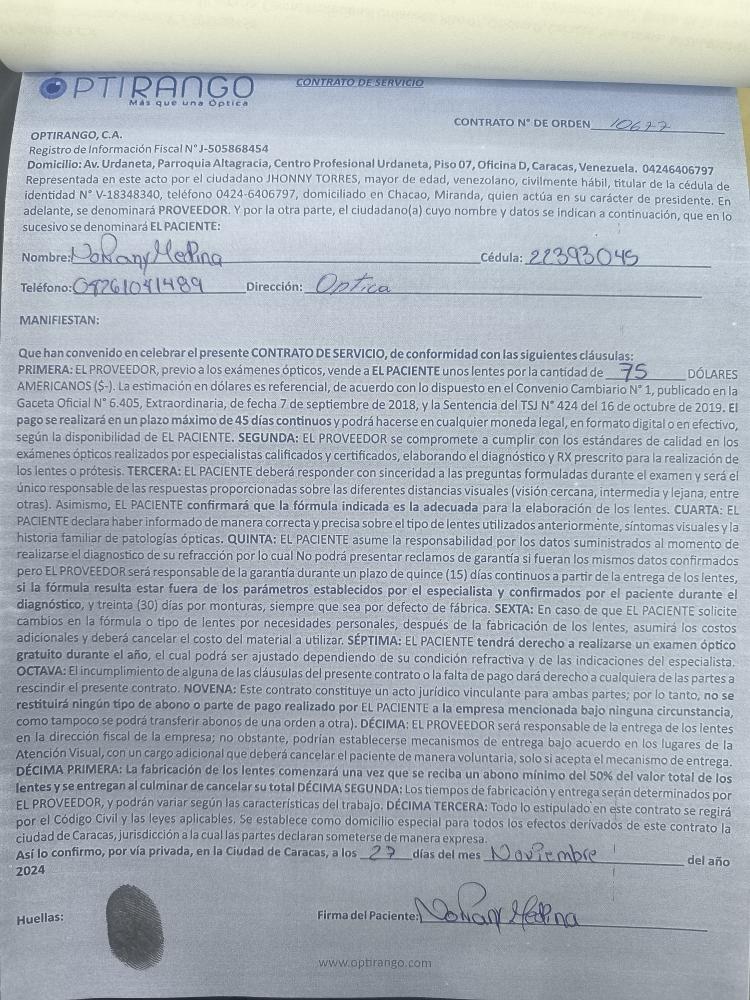 OPTIRANGO
Más que una Óptica
CONTRATO DE SERVICIO
CONTRATO N° DE ORDEN 10677
OPTIRANGO, C.A.
Registro de Información Fiscal N° J-505868454
Domicilio: Av. Urdaneta, Parroquia Altagracia, Centro Profesional Urdaneta, Piso 07, Oficina D, Caracas, Venezuela. 04246406797
Representada en este acto por el ciudadano JHONNY TORRES, mayor de edad, venezolano, civilmente hábil, titular de la cédula de
identidad N° V-18348340, teléfono 0424-6406797, domiciliado en Chacao, Miranda, quien actúa en su carácter de presidente. En
adelante, se denominará PROVEEDOR. Y por la otra parte, el ciudadano(a) cuyo nombre y datos se indican a continuación, que en lo
sucesivo se denominará EL PACIENTE:
Nombre: Medina Cédula: 22393045
Teléfono: 04261041489 Dirección: Optica
MANIFIESTAN:
Que han convenido en celebrar el presente CONTRATO DE SERVICIO, de conformidad con las siguientes cláusulas:
PRIMERA: EL PROVEEDOR, previo a los exámenes ópticos, vende a EL PACIENTE unos lentes por la cantidad de 75 DÓLARES
AMERICANOS ($-). La estimación en dólares es referencial, de acuerdo con lo dispuesto en el Convenio Cambiario N° 1, publicado en la
Gaceta Oficial N° 6.405, Extraordinaria, de fecha 7 de septiembre de 2018, y la Sentencia del TSJ N° 424 del 16 de octubre de 2019. El
pago se realizará en un plazo máximo de 45 días continuos y podrá hacerse en cualquier moneda legal, en formato digital o en efectivo,
según la disponibilidad de EL PACIENTE. SEGUNDA: EL PROVEEDOR se compromete a cumplir con los estándares de calidad en los
exámenes ópticos realizados por especialistas calificados y certificados, elaborando el diagnóstico y RX prescrito para la realización de
los lentes o prótesis. TERCERA: EL PACIENTE deberá responder con sinceridad a las preguntas formuladas durante el examen y será el
único responsable de las respuestas proporcionadas sobre las diferentes distancias visuales (visión cercana, intermedia y lejana, entre
otras). Asimismo, EL PACIENTE confirmará que la fórmula indicada es la adecuada para la elaboración de los lentes. CUARTA: EL
PACIENTE declara haber informado de manera correcta y precisa sobre el tipo de lentes utilizados anteriormente, síntomas visuales y la
historia familiar de patologías ópticas. QUINTA: EL PACIENTE asume la responsabilidad por los datos suministrados al momento de
realizarse el diagnostico de su refracción por lo cual No podrá presentar reclamos de garantía si fueran los mismos datos confirmados
pero EL PROVEEDOR será responsable de la garantía durante un plazo de quince (15) días continuos a partir de la entrega de los lentes,
si la fórmula resulta estar fuera de los parámetros establecidos por el especialista y confirmados por el paciente durante el
diagnóstico, y treinta (30) días por monturas, siempre que sea por defecto de fábrica. SEXTA: En caso de que EL PACIENTE solicite
cambios en la fórmula o tipo de lentes por necesidades personales, después de la fabricación de los lentes, asumirá los costos
adicionales y deberá cancelar el costo del material a utilizar. SÉPTIMA: EL PACIENTE tendrá derecho a realizarse un examen óptico
gratuito durante el año, el cual podrá ser ajustado dependiendo de su condición refractiva y de las indicaciones del especialista.
OCTAVA: El incumplimiento de alguna de las cláusulas del presente contrato o la falta de pago dará derecho a cualquiera de las partes a
rescindir el presente contrato. NOVENA: Este contrato constituye un acto jurídico vinculante para ambas partes; por lo tanto, no se
restituirá ningún tipo de abono o parte de pago realizado por EL PACIENTE a la empresa mencionada bajo ninguna circunstancia,
como tampoco se podrá transferir abonos de una orden a otra). DÉCIMA: EL PROVEEDOR será responsable de la entrega de los lentes
en la dirección fiscal de la empresa; no obstante, podrían establecerse mecanismos de entrega bajo acuerdo en los lugares de la
Atención Visual, con un cargo adicional que deberá cancelar el paciente de manera voluntaria, solo si acepta el mecanismo de entrega.
DÉCIMA PRIMERA: La fabricación de los lentes comenzará una vez que se reciba un abono mínimo del 50% del valor total de los
lentes y se entregan al culminar de cancelar su total DÉCIMA SEGUNDA: Los tiempos de fabricación y entrega serán determinados por
EL PROVEEDOR, y podrán variar según las características del trabajo. DÉCIMA TERCERA: Todo lo estipulado en este contrato se regirá
por el Código Civil y las leyes aplicables. Se establece como domicilio especial para todos los efectos derivados de este contrato la
ciudad de Caracas, jurisdicción a la cual las partes declaran someterse de manera expresa.
Así lo confirmo, por vía privada, en la Ciudad de Caracas, a los 27 días del mes Noviembre del año
2024
Huellas: Firma del Paciente: Medina
www.optirango.com